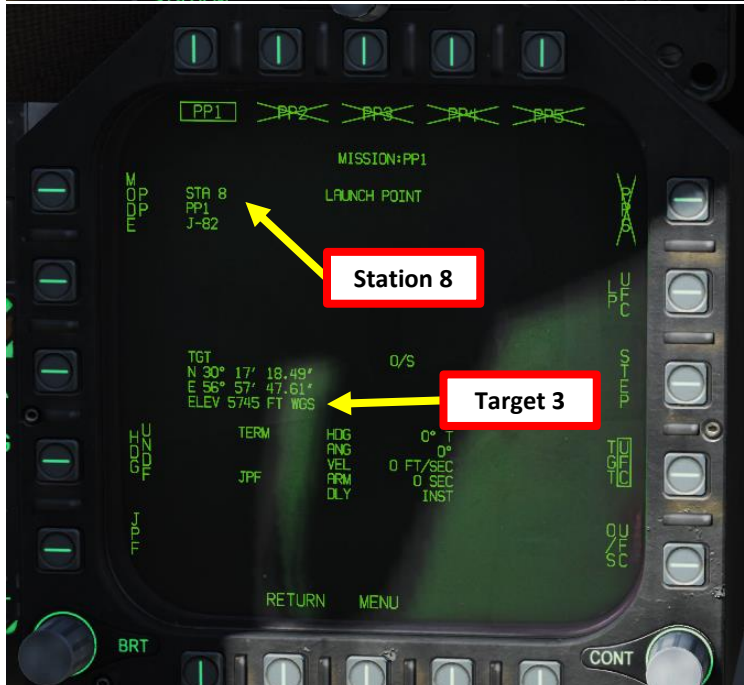 PP1 PP2 PP3 PP4 PP5
MISSION:PP1
MODE
PP
STA 8
PP1
J-82
LAUNCH POINT
PP6
Station 8
LP
UFC
TGT
N 30° 17' 18.49"
E 56° 57' 47.61"
ELEV 5745 FT WGS
O/S
STEP
Target 3
HDG
UNDF
TERM
HDG 0° T
ANG 0°
VEL 0 FT/SEC
JPF
ARM 0 SEC
DLY INST
TGT
UFC
JPF
O/S
UFC
RETURN MENU
BRT
CONT